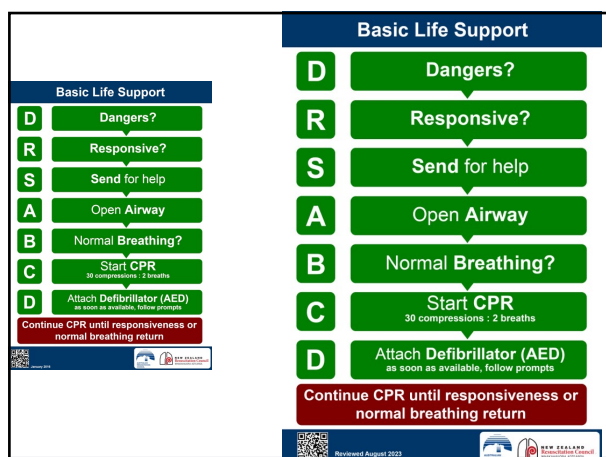 Basic Life Support
D Dangers?
R Responsive?
S Send for help
A Open Airway
B Normal Breathing?
C Start CPR
30 compressions : 2 breaths
D Attach Defibrillator (AED)
as soon as available, follow prompts
Continue CPR until responsiveness or
normal breathing return
January 2016
NEW ZEALAND
Resuscitation Council
Basic Life Support
D Dangers?
R Responsive?
S Send for help
A Open Airway
B Normal Breathing?
C Start CPR
30 compressions : 2 breaths
D Attach Defibrillator (AED)
as soon as available, follow prompts
Continue CPR until responsiveness or
normal breathing return
Reviewed August 2023
NEW ZEALAND
Resuscitation Council